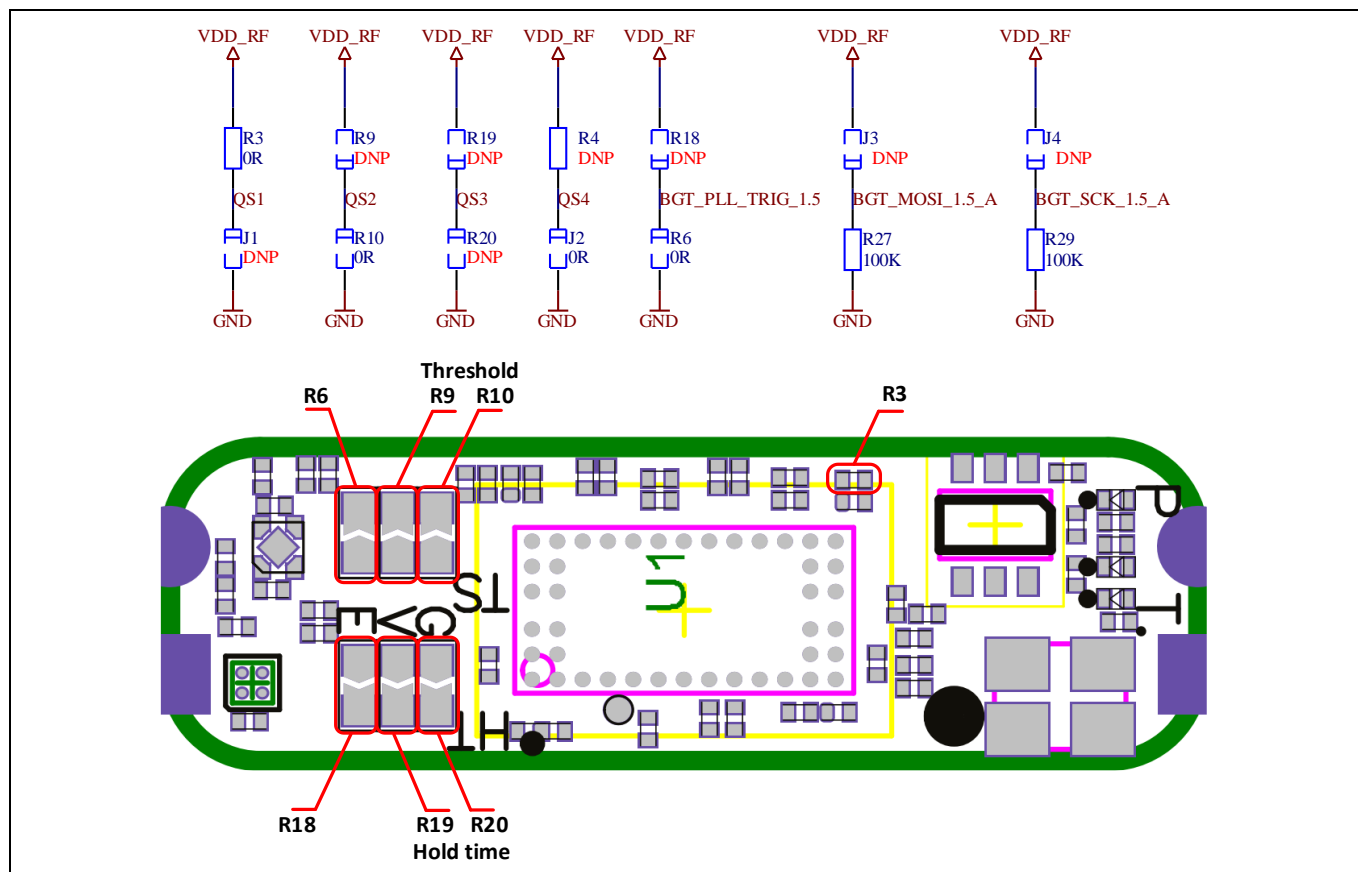 VDD_RF VDD_RF VDD_RF VDD_RF VDD_RF VDD_RF VDD_RF
R3 R9 R19 R4 R18 J3 J4
0R DNP DNP DNP DNP DNP DNP
QS1 QS2 QS3 QS4 BGT_PLL_TRIG_1.5 BGT_MOSI_1.5_A BGT_SCK_1.5_A
J1 R10 R20 J2 R6 R27 R29
DNP 0R DNP 0R 0R 100K 100K
GND GND GND GND GND GND GND
Threshold
R6 R9 R10 R3
P
T
U1
TS
E V G
HT
R18 R19 R20
Hold time